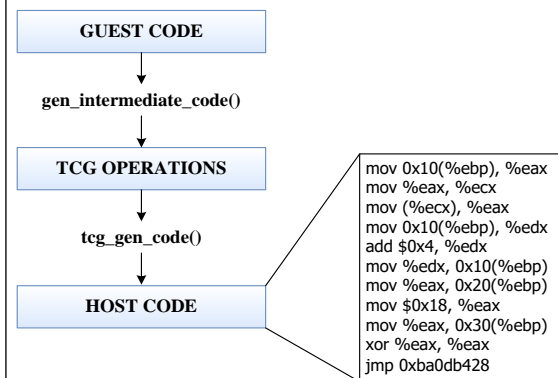 GUEST CODE
gen_intermediate_code()
TCG OPERATIONS
tcg_gen_code()
HOST CODE
mov 0x10(%ebp), %eax
mov %eax, %ecx
mov (%ecx), %eax
mov 0x10(%ebp), %edx
add $0x4, %edx
mov %edx, 0x10(%ebp)
mov %eax, 0x20(%ebp)
mov $0x18, %eax
mov %eax, 0x30(%ebp)
xor %eax, %eax
jmp 0xba0db428